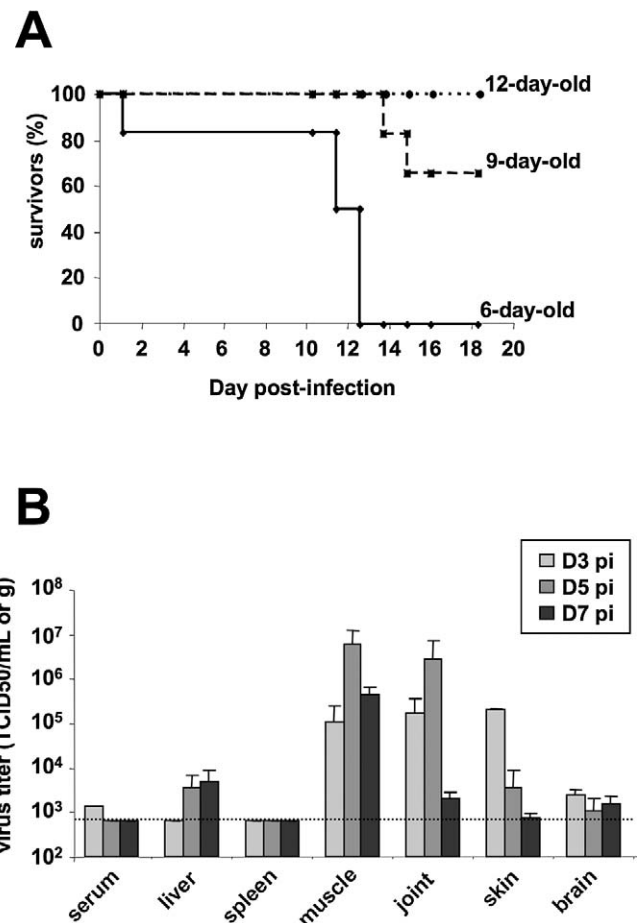 A
100
80
60
40
20
0
survivors (%)
12-day-old
9-day-old
6-day-old
0 2 4 6 8 10 12 14 16 18 20
Day post-infection
B
D3 pi
D5 pi
D7 pi
10⁸
10⁷
10⁶
10⁵
10⁴
10³
10²
virus titer (TCID50/mL or g)
serum liver spleen muscle joint skin brain